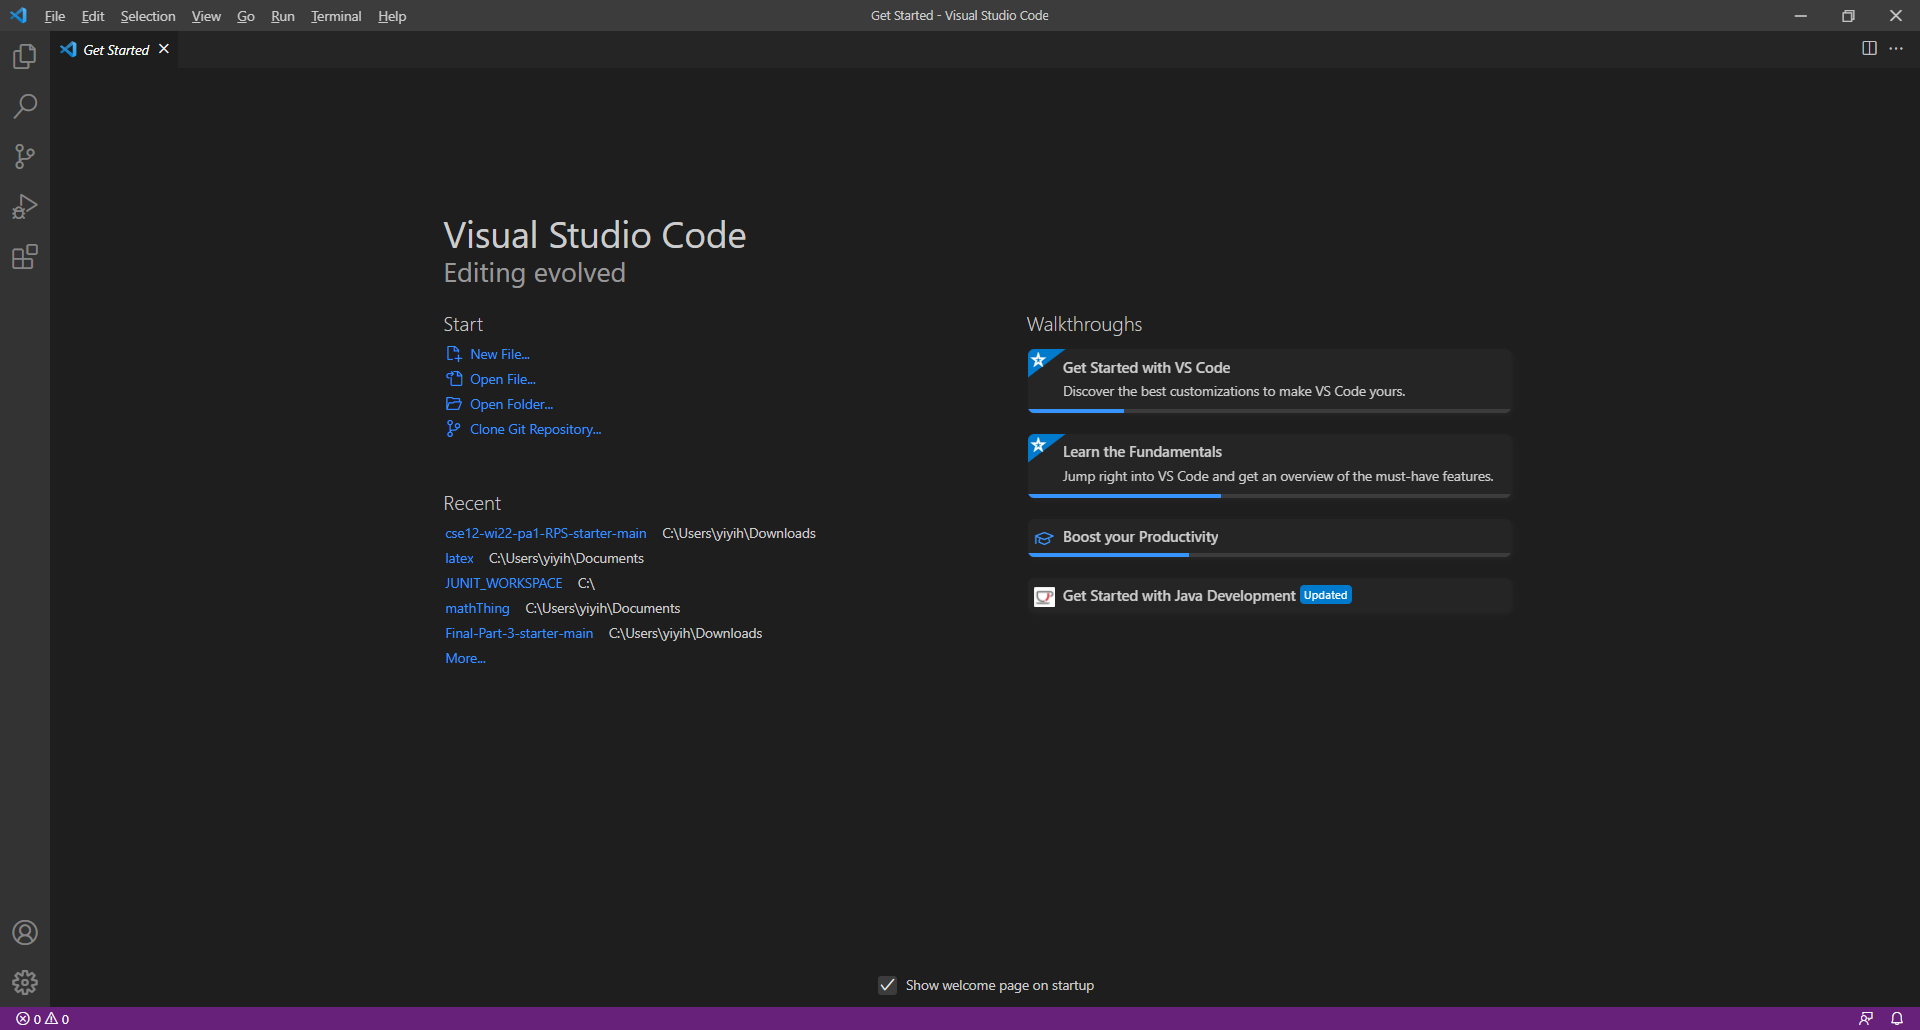 File Edit Selection View Go Run Terminal Help
Get Started - Visual Studio Code
Get Started
Visual Studio Code
Editing evolved
Start
New File...
Open File...
Open Folder...
Clone Git Repository...
Recent
cse12-wi22-pa1-RPS-starter-main C:\Users\yiyih\Downloads
latex C:\Users\yiyih\Documents
JUNIT_WORKSPACE C:\
mathThing C:\Users\yiyih\Documents
Final-Part-3-starter-main C:\Users\yiyih\Downloads
More...
Walkthroughs
Get Started with VS Code
Discover the best customizations to make VS Code yours.
Learn the Fundamentals
Jump right into VS Code and get an overview of the must-have features.
Boost your Productivity
Get Started with Java Development Updated
Show welcome page on startup
0 0